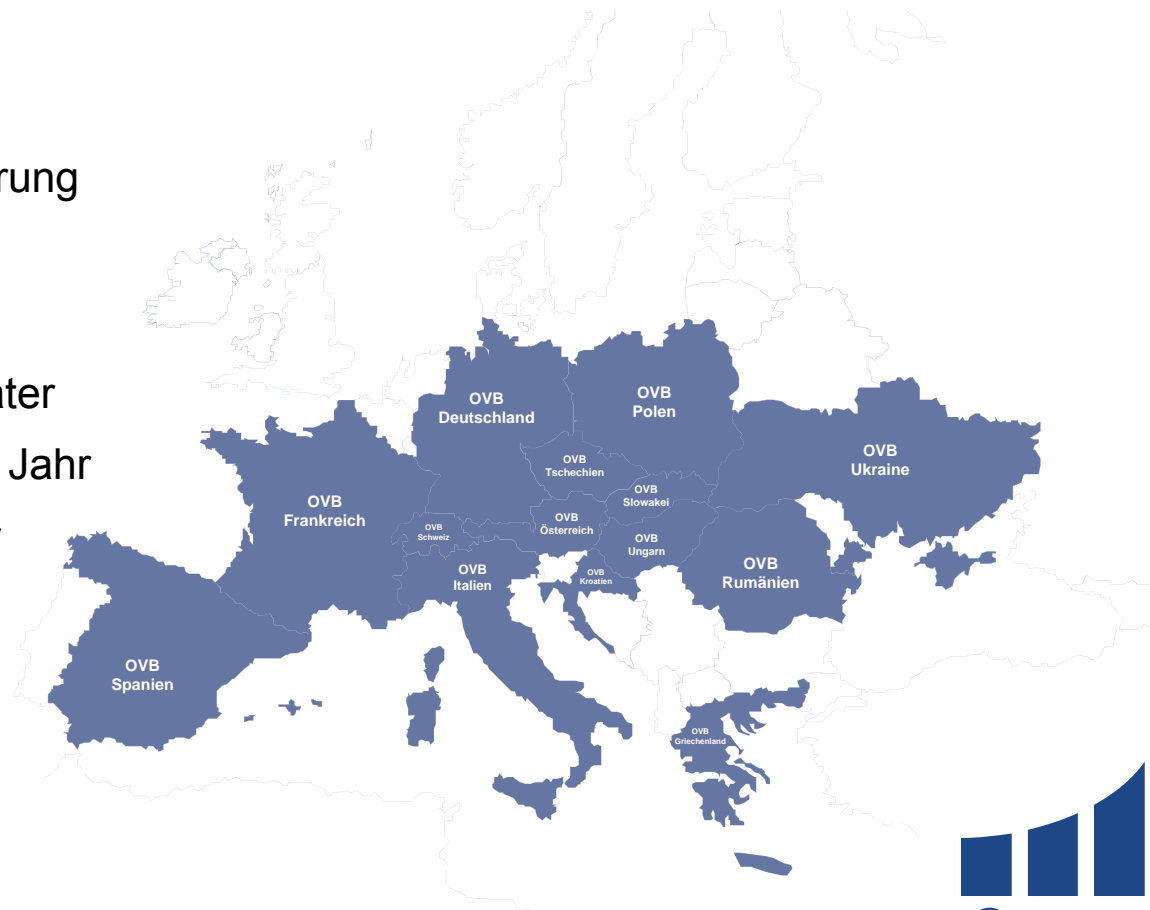 rung
ater
Jahr
OVB
Deutschland
OVB
Polen
OVB
Tschechien
OVB
Ukraine
OVB
Slowakei
OVB
Frankreich
OVB
Schweiz
OVB
Österreich
OVB
Ungarn
OVB
Italien
OVB
Kroatien
OVB
Rumänien
OVB
Spanien
OVB
Griechenland